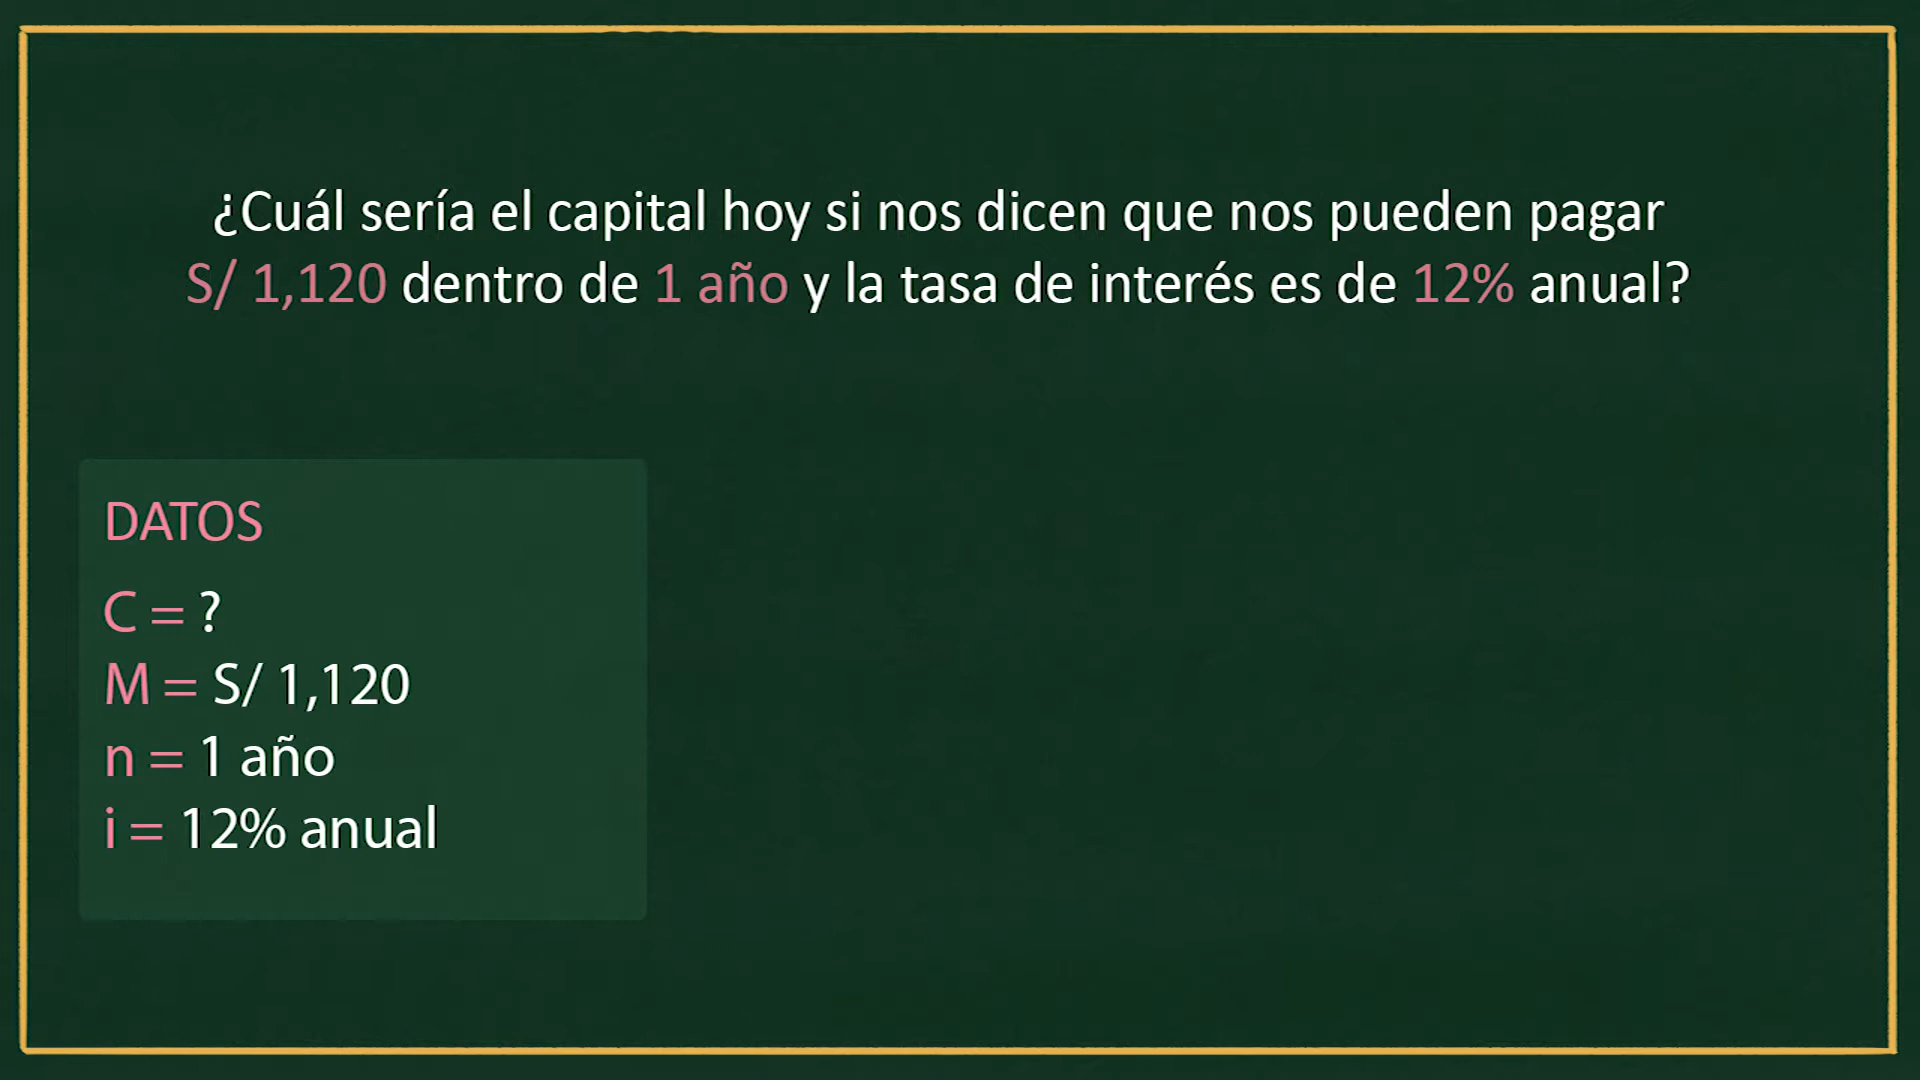 ¿Cuál sería el capital hoy si nos dicen que nos pueden pagar
S/ 1,120 dentro de 1 año y la tasa de interés es de 12% anual?
DATOS
C = ?
M = S/ 1,120
n = 1 año
i = 12% anual